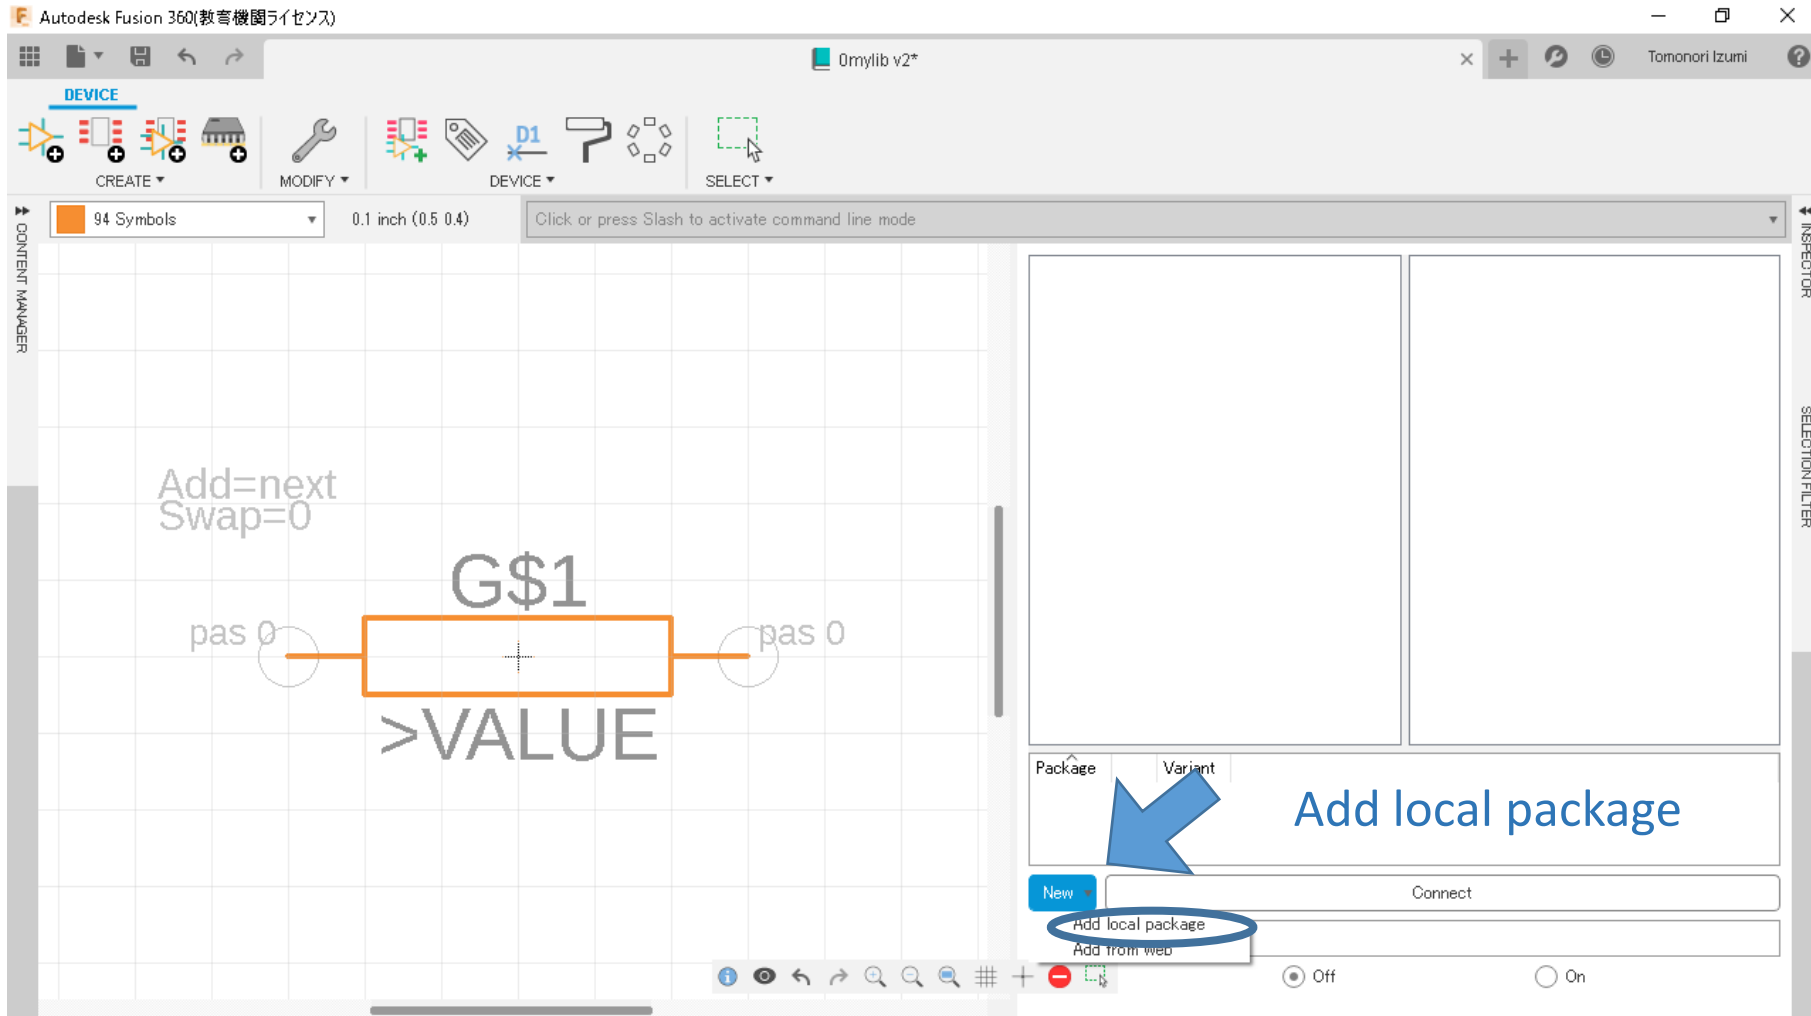 Autodesk Fusion 360(教育機関ライセンス)
0mylib v2*
Tomonori Izumi
DEVICE
D1
CREATE
MODIFY
DEVICE
SELECT
94 Symbols
0.1 inch (0.5 0.4)
Click or press Slash to activate command line mode
CONTENT MANAGER
INSPECTOR
SELECTION FILTER
Add=next
Swap=0
G$1
pas 0
pas 0
>VALUE
Package
Variant
Add local package
New
Connect
Add local package
Add from web
Off
On